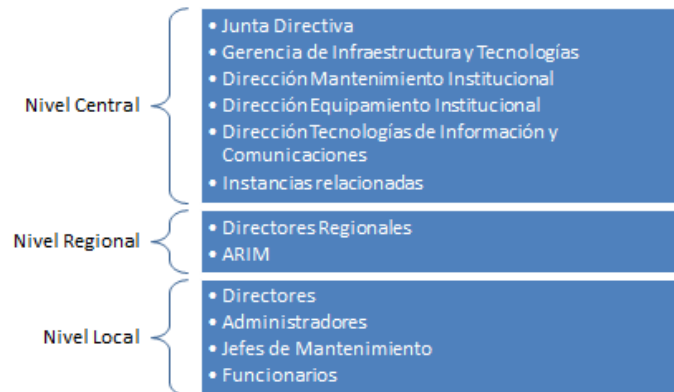 Nivel Central
• Junta Directiva
• Gerencia de Infraestructura y Tecnologías
• Dirección Mantenimiento Institucional
• Dirección Equipamiento Institucional
• Dirección Tecnologías de Información y
Comunicaciones
• Instancias relacionadas
Nivel Regional
• Directores Regionales
• ARIM
Nivel Local
• Directores
• Administradores
• Jefes de Mantenimiento
• Funcionarios